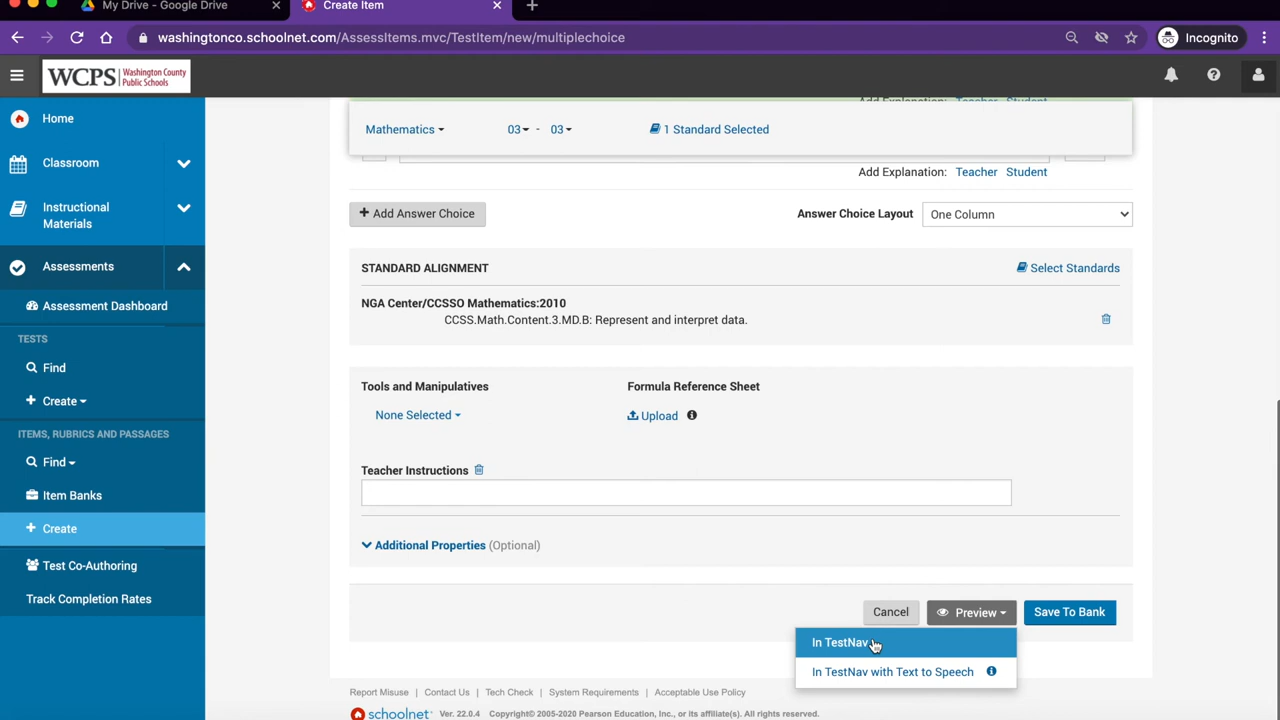 My Drive - Google Drive
Create Item
washingtonco.schoolnet.com/AssessItems.mvc/TestItem/new/multiplechoice
Incognito
WCPS
Washington County
Public Schools
Home
Classroom
Instructional
Materials
Assessments
Assessment Dashboard
TESTS
Find
Create
ITEMS, RUBRICS AND PASSAGES
Find
Item Banks
Create
Test Co-Authoring
Track Completion Rates
Add Explanation: Teacher Student
Mathematics 03 - 03 1 Standard Selected
Add Explanation: Teacher Student
Add Answer Choice
Answer Choice Layout One Column
STANDARD ALIGNMENT
Select Standards
NGA Center/CCSSO Mathematics:2010
CCSS.Math.Content.3.MD.B: Represent and interpret data.
Tools and Manipulatives
Formula Reference Sheet
None Selected
Upload
Teacher Instructions
Additional Properties (Optional)
Cancel
Preview
Save To Bank
In TestNav
In TestNav with Text to Speech
Report Misuse | Contact Us | Tech Check | System Requirements | Acceptable Use Policy
schoolnet Ver. 22.0.4 Copyright© 2005-2020 Pearson Education, Inc., or its affiliate(s). All rights reserved.